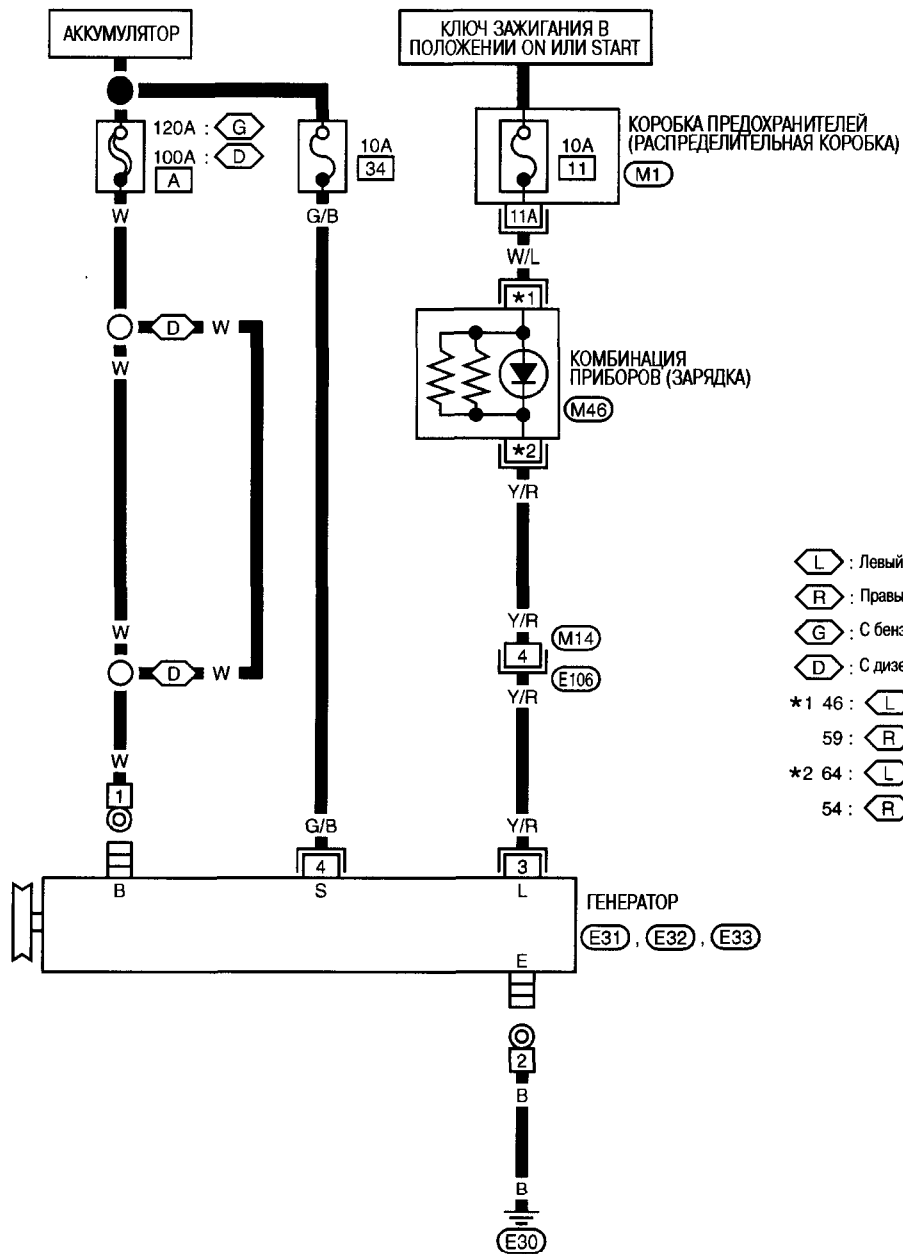 АККУМУЛЯТОР
КЛЮЧ ЗАЖИГАНИЯ В
ПОЛОЖЕНИИ ON ИЛИ START
120A : G
100A : D
A
10A
34
10A
11
КОРОБКА ПРЕДОХРАНИТЕЛЕЙ
(РАСПРЕДЕЛИТЕЛЬНАЯ КОРОБКА)
M1
W
G/B
11A
W/L
★1
D W
W
КОМБИНАЦИЯ
ПРИБОРОВ (ЗАРЯДКА)
M46
★2
Y/R
L : Левый
R : Правы
G : С бенз
D : С дизе
★1 46 : L
59 : R
★2 64 : L
54 : R
Y/R
4
M14
E106
Y/R
W
D W
W
1
G/B
4
Y/R
3
B
S
L
ГЕНЕРАТОР
E31 , E32 , E33
E
2
B
B
E30